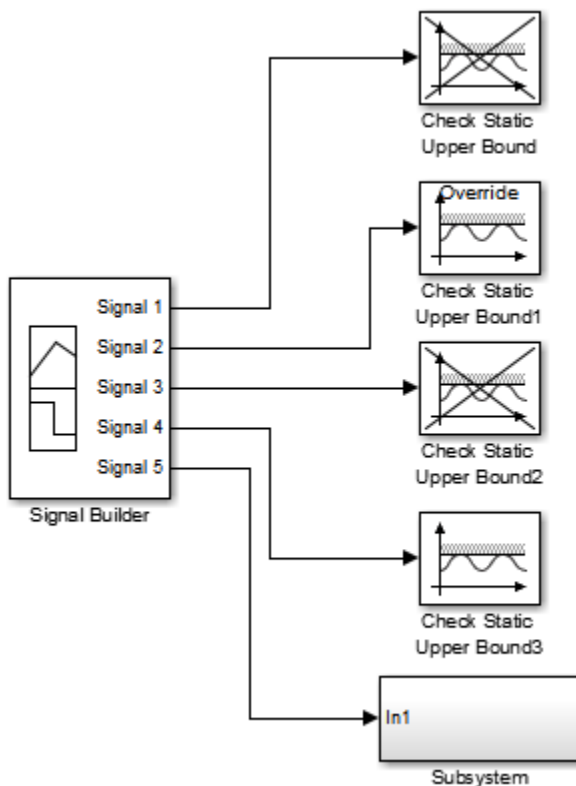 Check Static
Upper Bound
Override
Check Static
Upper Bound1
Signal 1
Signal 2
Signal 3
Signal 4
Signal 5
Signal Builder
Check Static
Upper Bound2
Check Static
Upper Bound3
In1
Subsystem